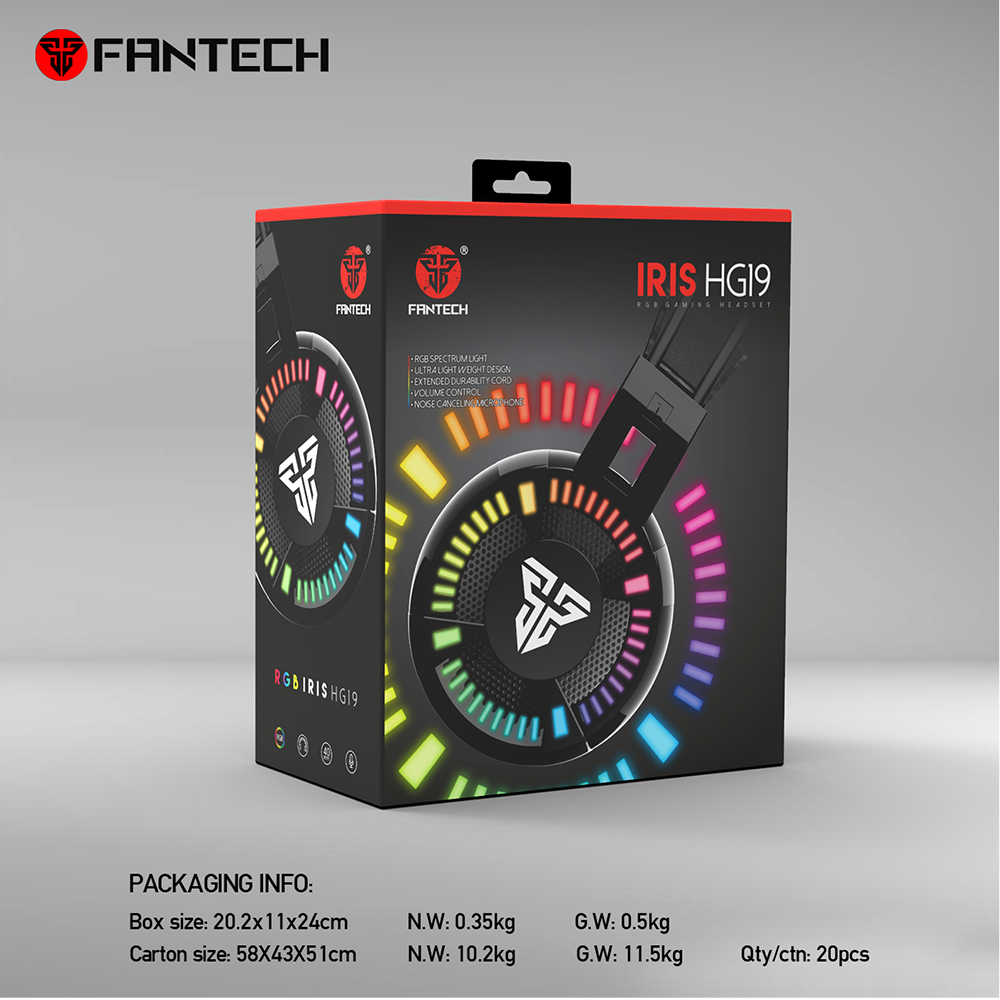 FANTECH
FANTECH
FANTECH
IRIS HG19
RGB GAMING HEADSET
• RGB SPECTRUM LIGHT
• ULTRA LIGHT WEIGHT DESIGN
• EXTENDED DURABILITY CORD
• VOLUME CONTROL
• NOISE CANCELING MICROPHONE
RGB IRIS HG19
RGB
40
PACKAGING INFO:
Box size: 20.2x11x24cm N.W: 0.35kg G.W: 0.5kg
Carton size: 58X43X51cm N.W: 10.2kg G.W: 11.5kg Qty/ctn: 20pcs